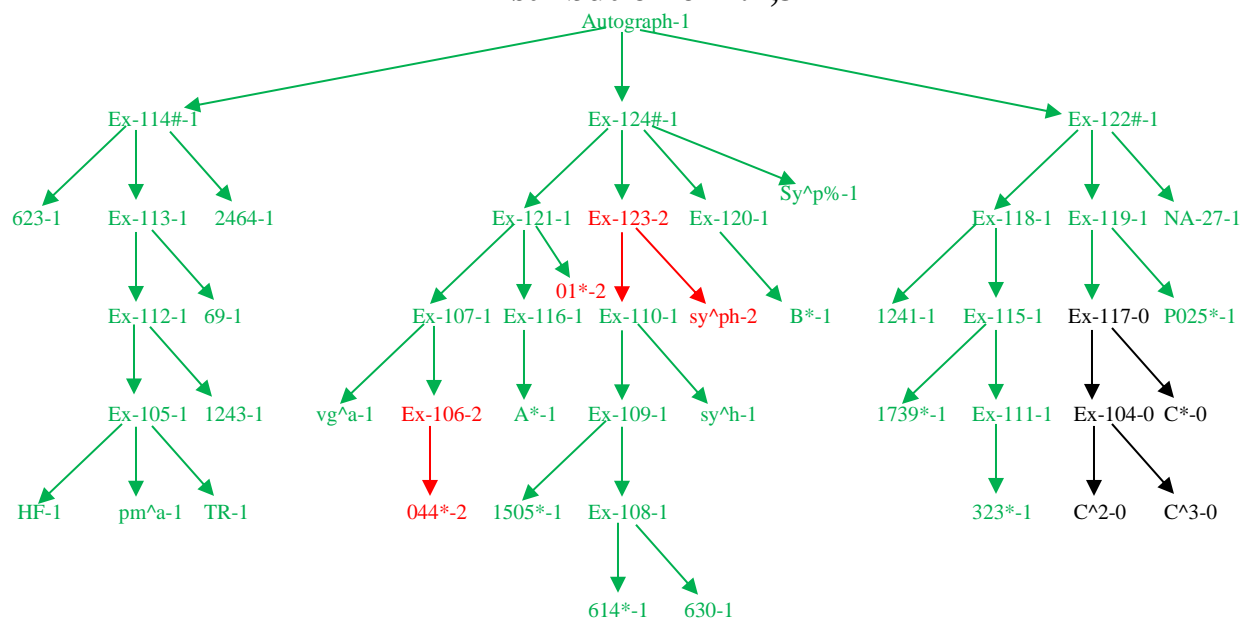 Autograph-1
Ex-114#-1 Ex-124#-1 Ex-122#-1
Sy^p%-1
623-1 Ex-113-1 2464-1 Ex-121-1 Ex-123-2 Ex-120-1 Ex-118-1 Ex-119-1 NA-27-1
01*-2
Ex-112-1 69-1 Ex-107-1 Ex-116-1 Ex-110-1 sy^ph-2 B*-1 1241-1 Ex-115-1 Ex-117-0 P025*-1
Ex-105-1 1243-1 vg^a-1 Ex-106-2 A*-1 Ex-109-1 sy^h-1 1739*-1 Ex-111-1 Ex-104-0 C*-0
HF-1 pm^a-1 TR-1 044*-2 1505*-1 Ex-108-1 323*-1 C^2-0 C^3-0
614*-1 630-1